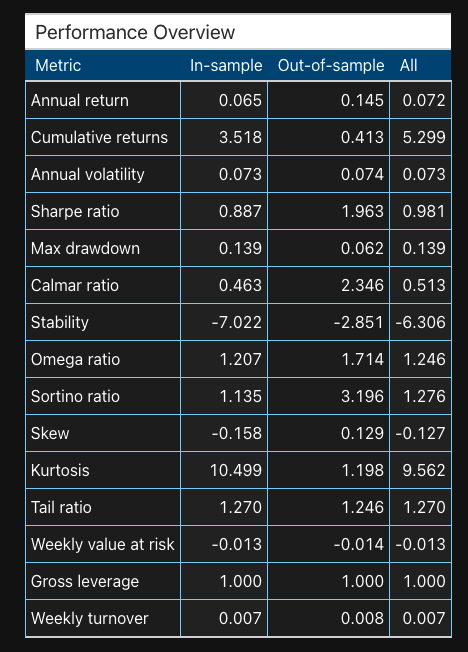 Performance Overview
Metric In-sample Out-of-sample All
Annual return 0.065 0.145 0.072
Cumulative returns 3.518 0.413 5.299
Annual volatility 0.073 0.074 0.073
Sharpe ratio 0.887 1.963 0.981
Max drawdown 0.139 0.062 0.139
Calmar ratio 0.463 2.346 0.513
Stability -7.022 -2.851 -6.306
Omega ratio 1.207 1.714 1.246
Sortino ratio 1.135 3.196 1.276
Skew -0.158 0.129 -0.127
Kurtosis 10.499 1.198 9.562
Tail ratio 1.270 1.246 1.270
Weekly value at risk -0.013 -0.014 -0.013
Gross leverage 1.000 1.000 1.000
Weekly turnover 0.007 0.008 0.007